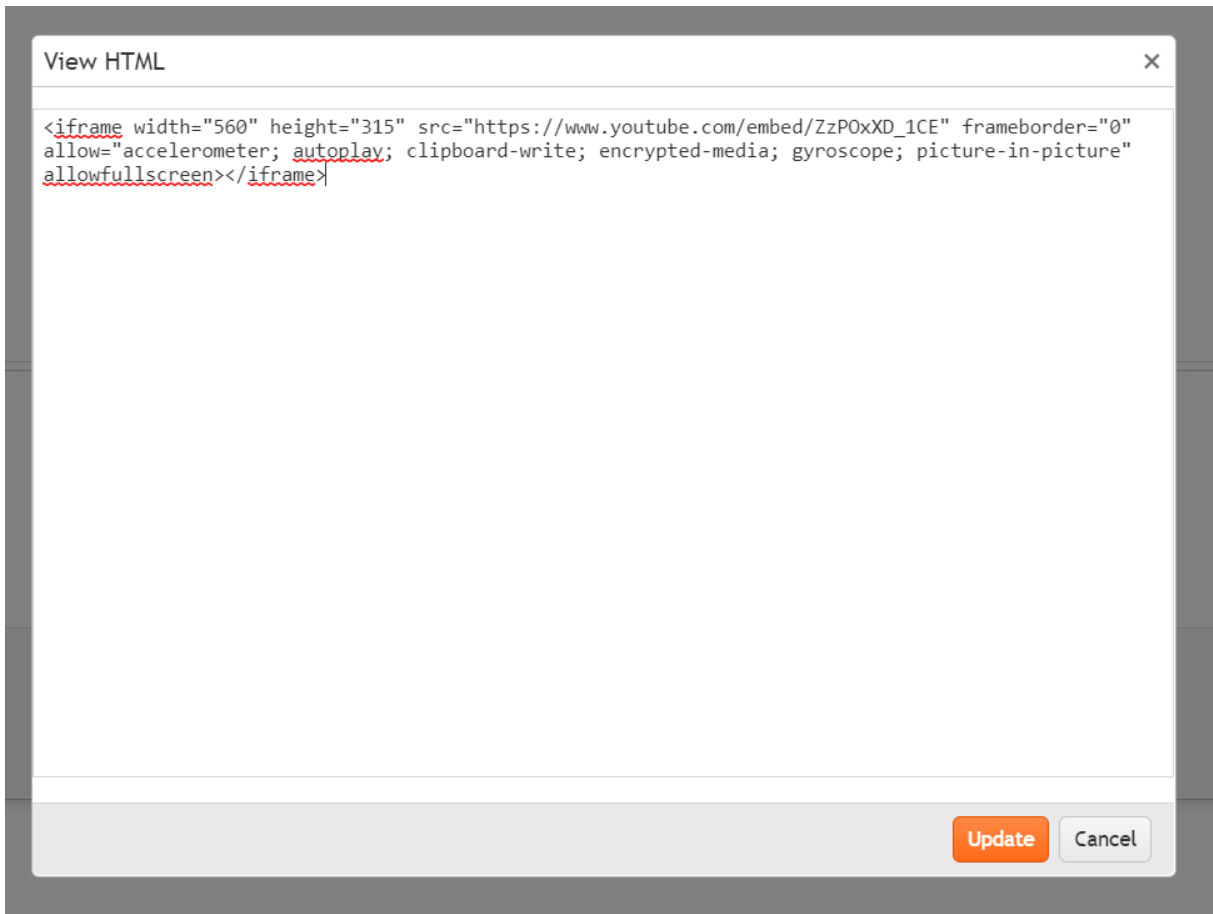 View HTML ×
<iframe width="560" height="315" src="https://www.youtube.com/embed/ZzPOxXD_1CE" frameborder="0"
allow="accelerometer; autoplay; clipboard-write; encrypted-media; gyroscope; picture-in-picture"
allowfullscreen></iframe>
Update Cancel